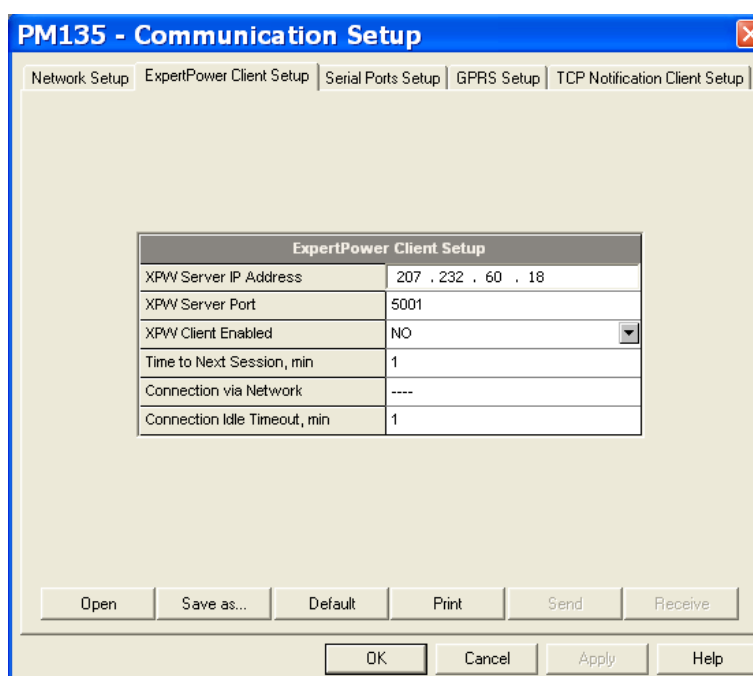 PM135 - Communication Setup
Network Setup ExpertPower Client Setup Serial Ports Setup GPRS Setup TCP Notification Client Setup
ExpertPower Client Setup
XPW Server IP Address 207 . 232 . 60 . 18
XPW Server Port 5001
XPW Client Enabled NO
Time to Next Session, min 1
Connection via Network ----
Connection Idle Timeout, min 1
Open Save as... Default Print Send Receive
OK Cancel Apply Help